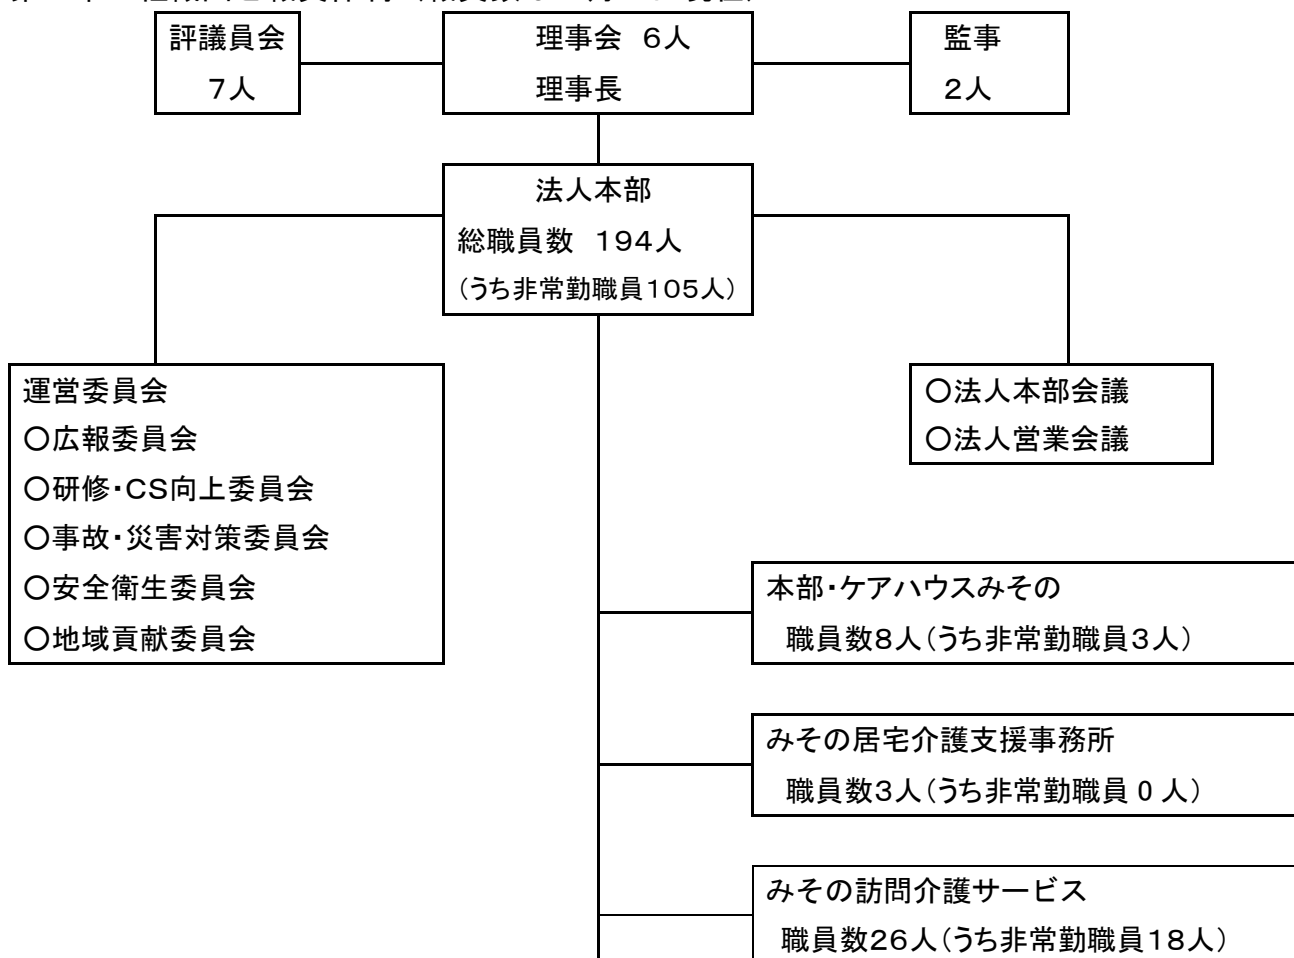 評議員会
7人
理事会 6人
理事長
監事
2人
法人本部
総職員数 194人
(うち非常勤職員105人)
運営委員会
○広報委員会
○研修・CS向上委員会
○事故・災害対策委員会
○安全衛生委員会
○地域貢献委員会
○法人本部会議
○法人営業会議
本部・ケアハウスみその
職員数8人(うち非常勤職員3人)
みその居宅介護支援事務所
職員数3人(うち非常勤職員 0 人)
みその訪問介護サービス
職員数26人(うち非常勤職員18人)